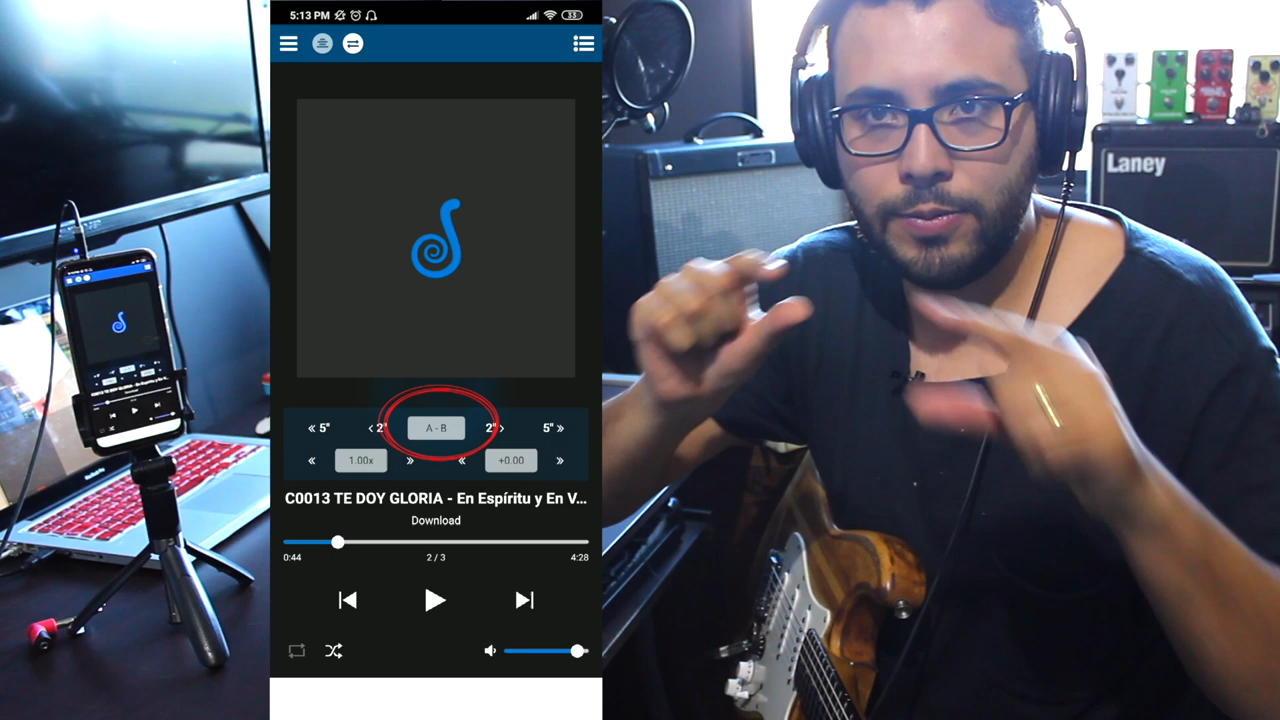 5:13 PM
33
« 5"
‹ 2"
A - B
2" ›
5" »
«
1.00x
»
«
+0.00
»
C0013 TE DOY GLORIA - En Espíritu y En V...
Download
0:44
2 / 3
4:28
Laney